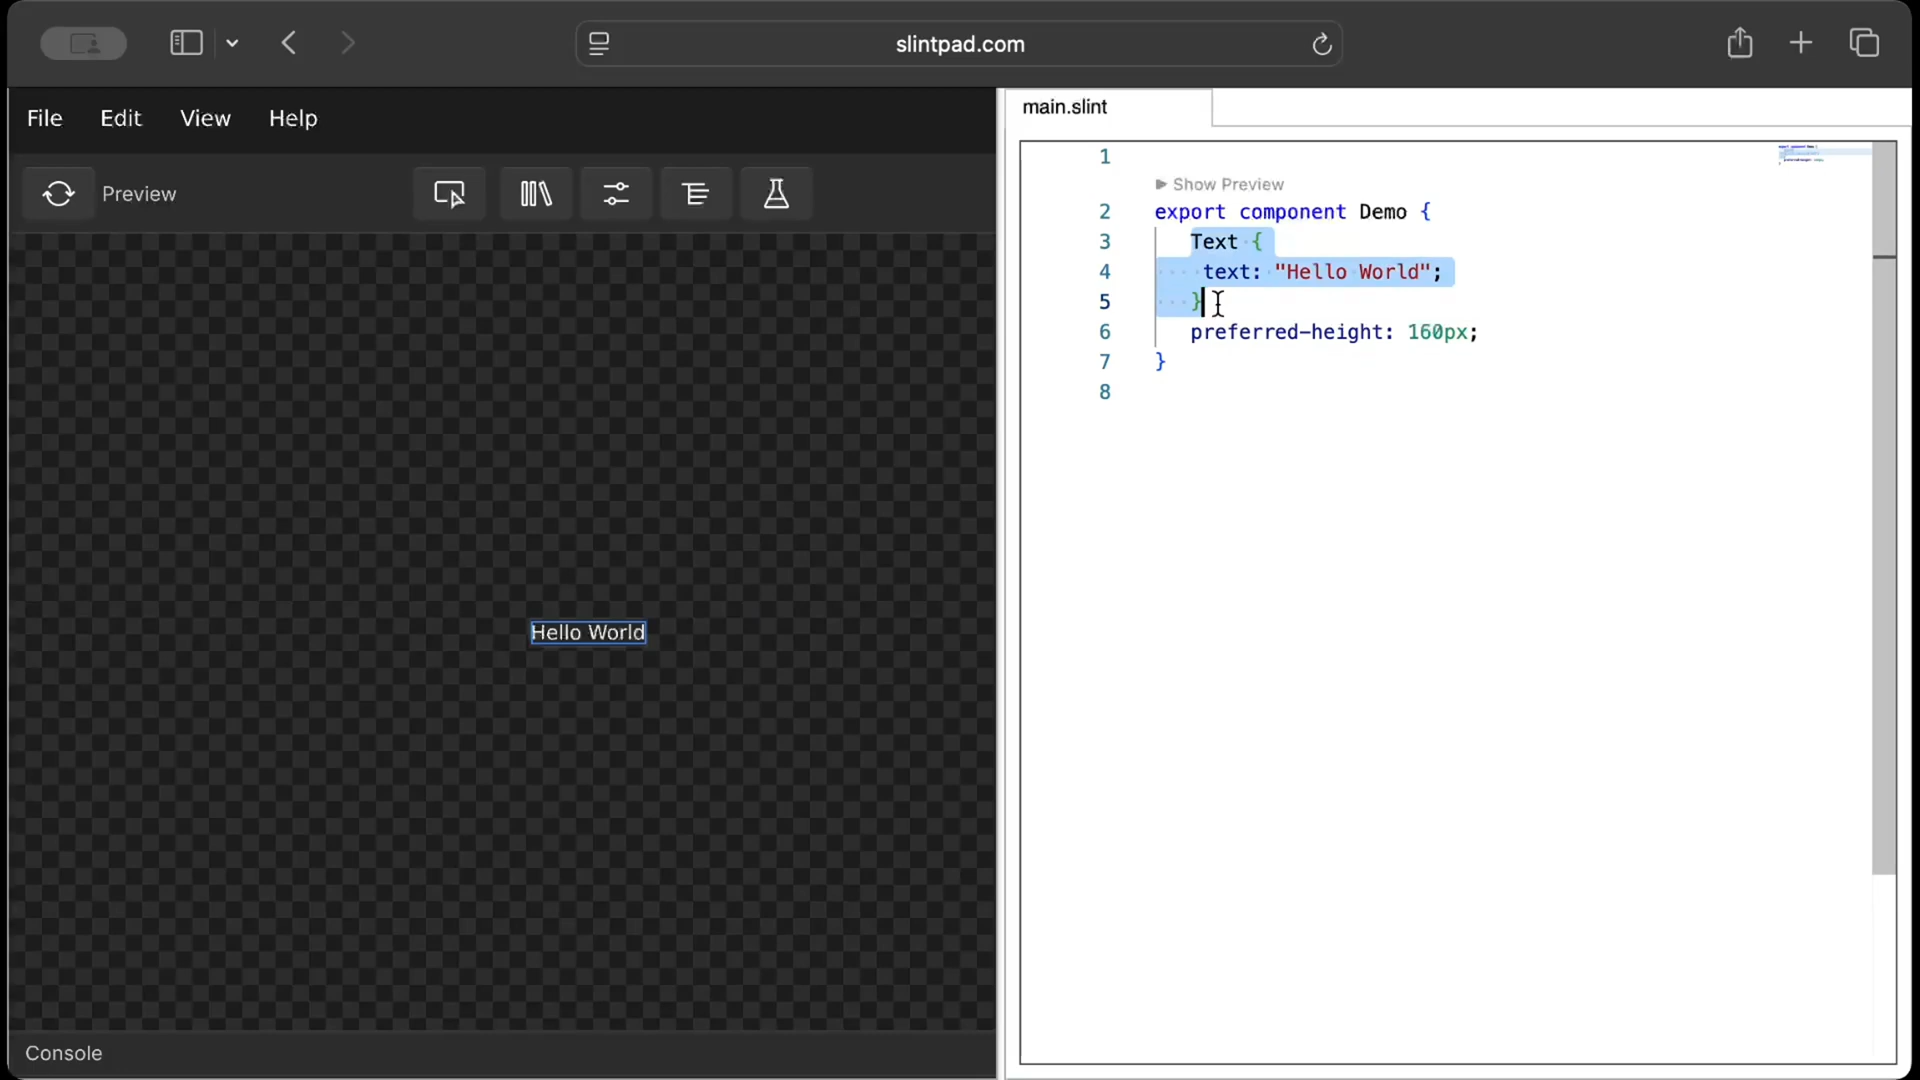 slintpad.com
File Edit View Help
Preview
Hello World
Console
main.slint
1
Show Preview
2 export component Demo {
3 Text {
4 text: "Hello World";
5 }
6 preferred-height: 160px;
7 }
8